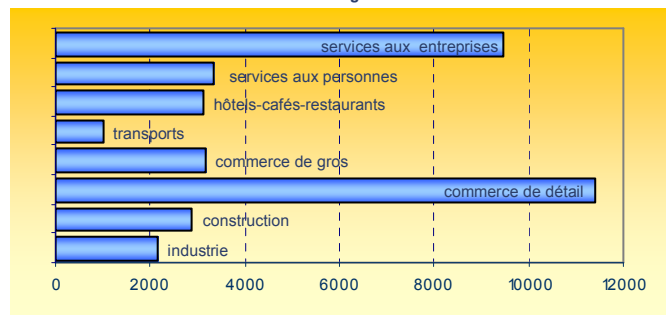 services aux entreprises
services aux personnes
hôtels-cafés-restaurants
transports
commerce de gros
commerce de détail
construction
industrie
0 2000 4000 6000 8000 10000 12000